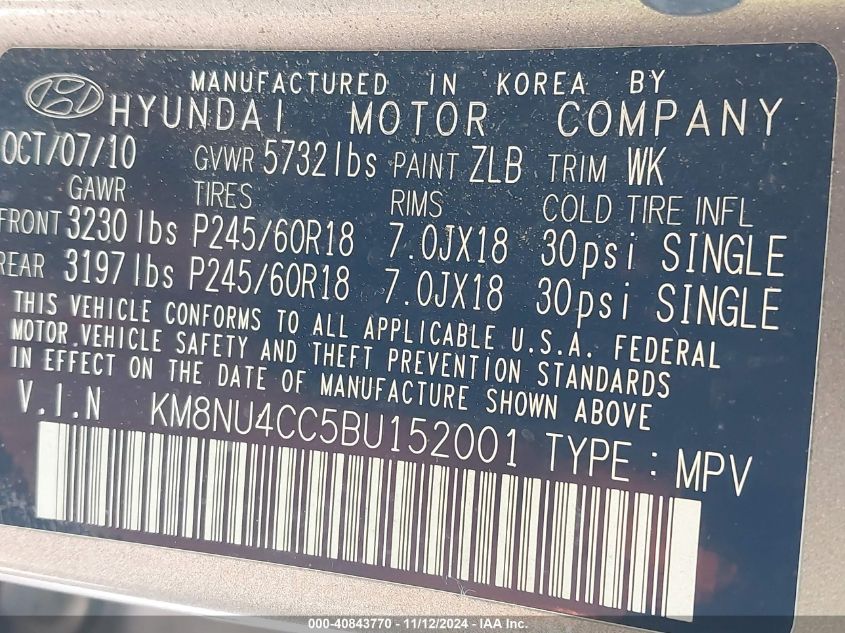 MANUFACTURED IN KOREA BY
HYUNDAI MOTOR COMPANY
OCT/07/10 GVWR 5732lbs PAINT ZLB TRIM WK
GAWR TIRES RIMS COLD TIRE INFL
FRONT 3230 lbs P245/60R18 7.0JX18 30psi SINGLE
REAR 3197 lbs P245/60R18 7.0JX18 30psi SINGLE
THIS VEHICLE CONFORMS TO ALL APPLICABLE U.S.A. FEDERAL
MOTOR.VEHICLE SAFETY AND THEFT PREVENTION STANDARDS
IN EFFECT ON THE DATE OF MANUFACTURE SHOWN ABOVE
V.I.N KM8NU4CC5BU152001 TYPE : MPV
000-40843770 - 11/12/2024 - IAA Inc.